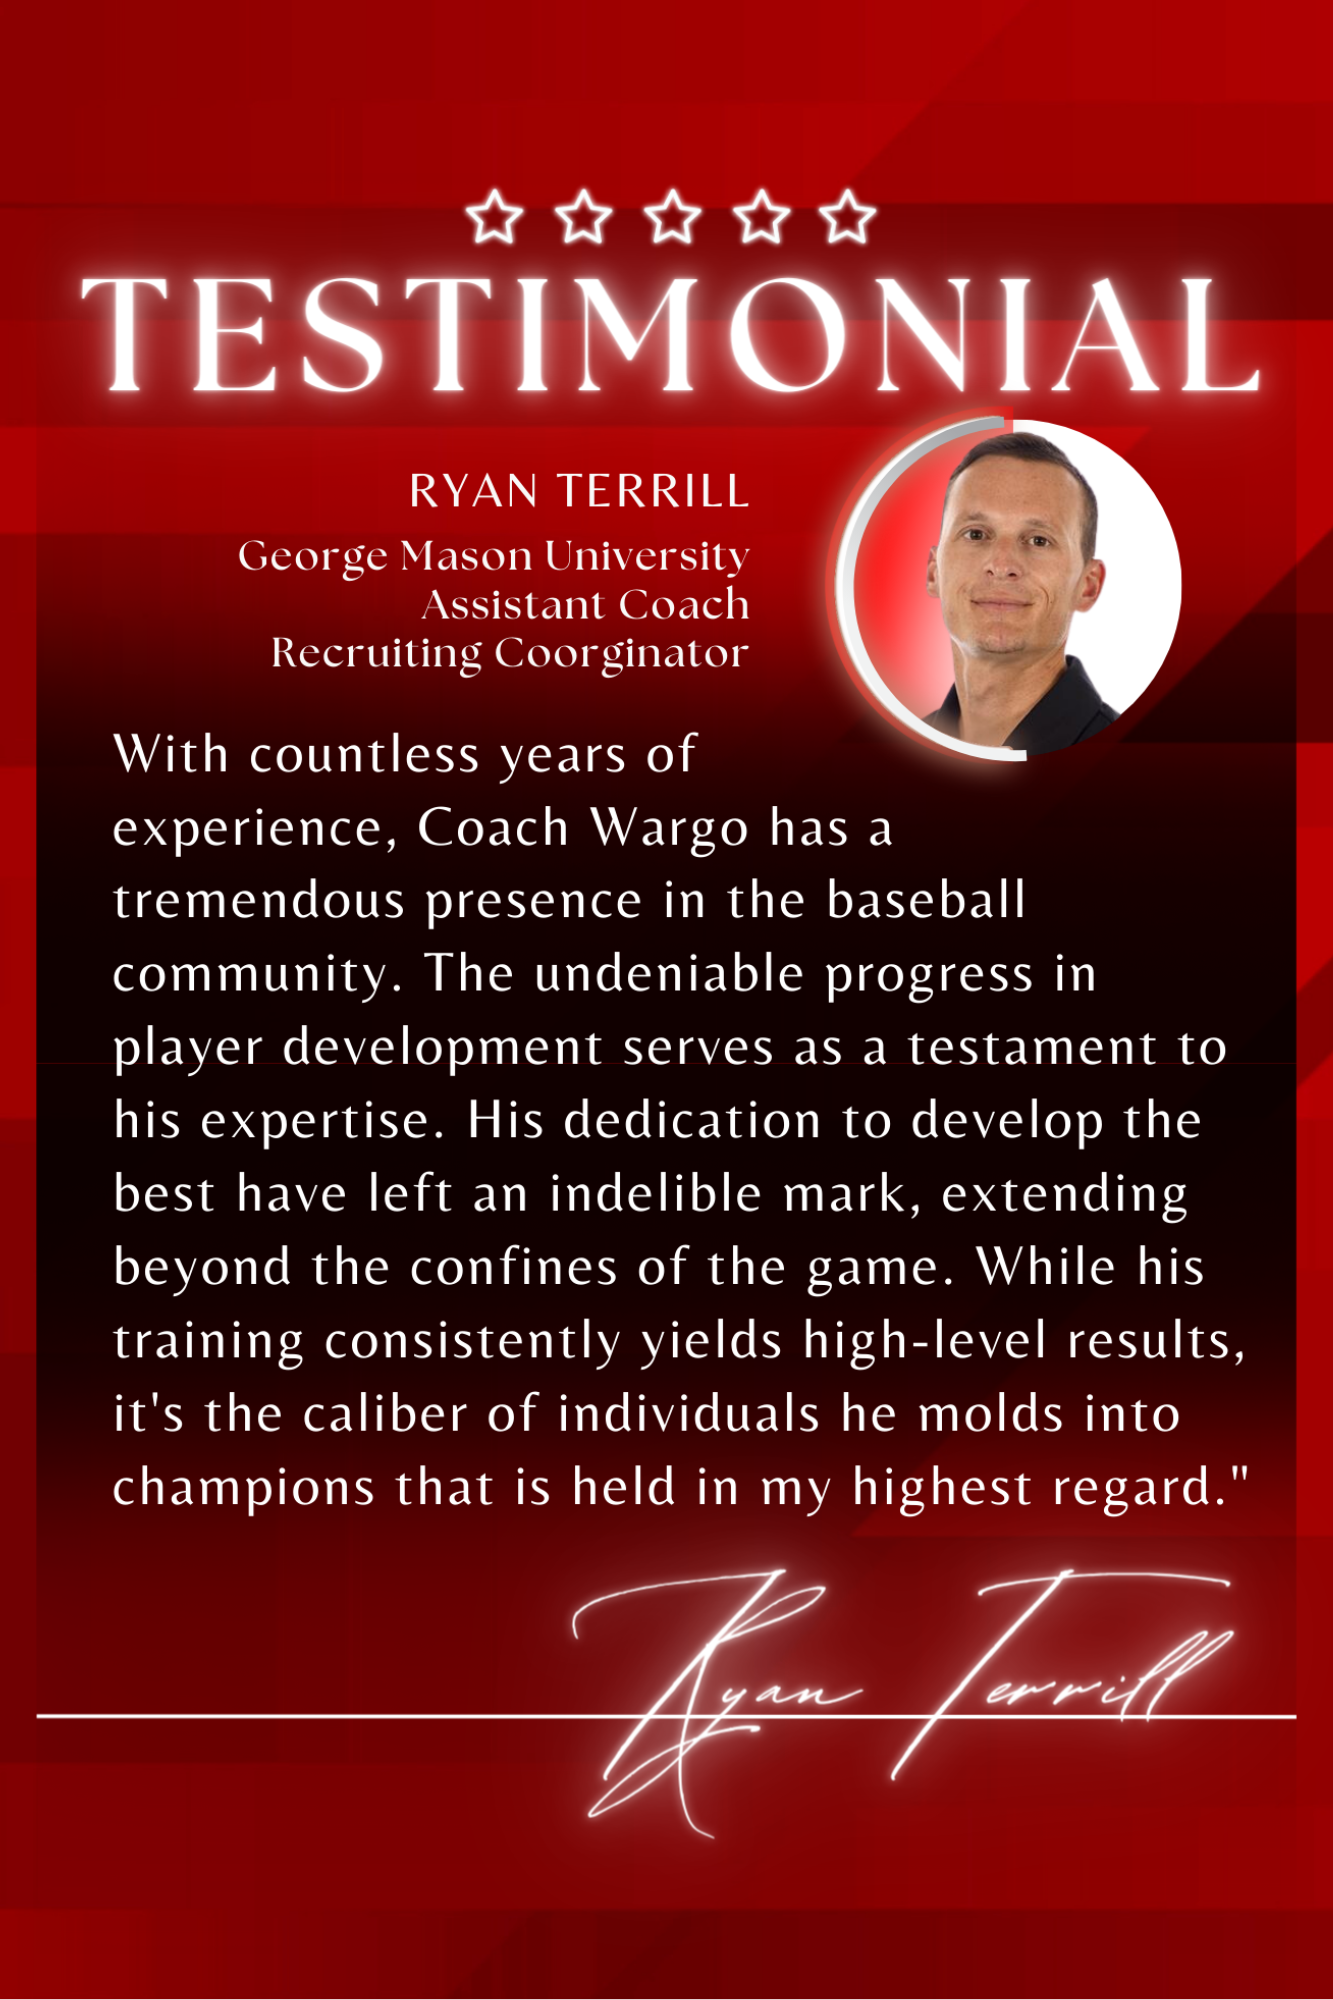 TESTIMONIAL
RYAN TERRILL
George Mason University
Assistant Coach
Recruiting Coorginator
With countless years of
experience, Coach Wargo has a
tremendous presence in the baseball
community. The undeniable progress in
player development serves as a testament to
his expertise. His dedication to develop the
best have left an indelible mark, extending
beyond the confines of the game. While his
training consistently yields high-level results,
it's the caliber of individuals he molds into
champions that is held in my highest regard."
Ryan Terrill